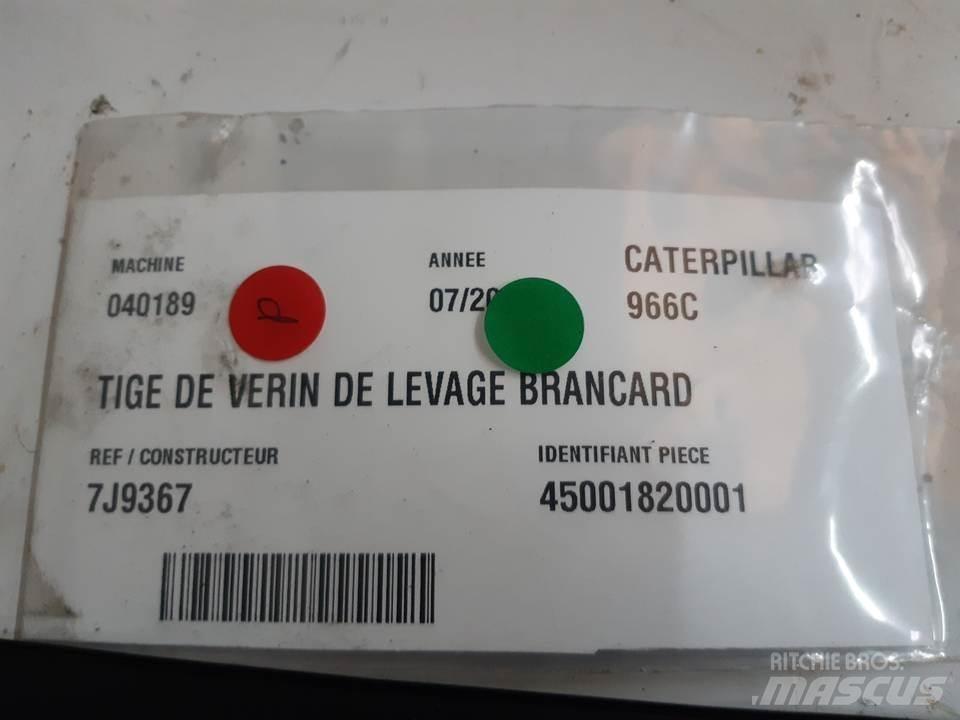 MACHINE ANNEE CATERPILLAR
040189 07/20 966C
TIGE DE VERIN DE LEVAGE BRANCARD
REF / CONSTRUCTEUR IDENTIFIANT PIECE
7J9367 45001820001
RITCHIE BROS.
MASCUS